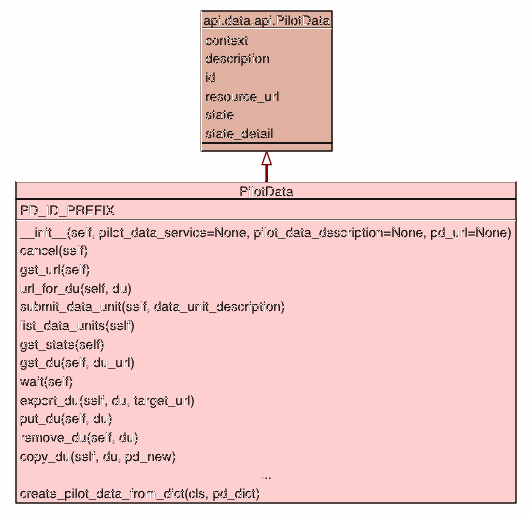 api.data.api.PilotData
context
description
id
resource_url
state
state_detail
PilotData
PD_ID_PREFIX
__init__(self, pilot_data_service=None, pilot_data_description=None, pd_url=None)
cancel(self)
get_url(self)
url_for_du(self, du)
submit_data_unit(self, data_unit_description)
list_data_units(self)
get_state(self)
get_du(self, du_url)
wait(self)
export_du(self, du, target_url)
put_du(self, du)
remove_du(self, du)
copy_du(self, du, pd_new)
...
create_pilot_data_from_dict(cls, pd_dict)